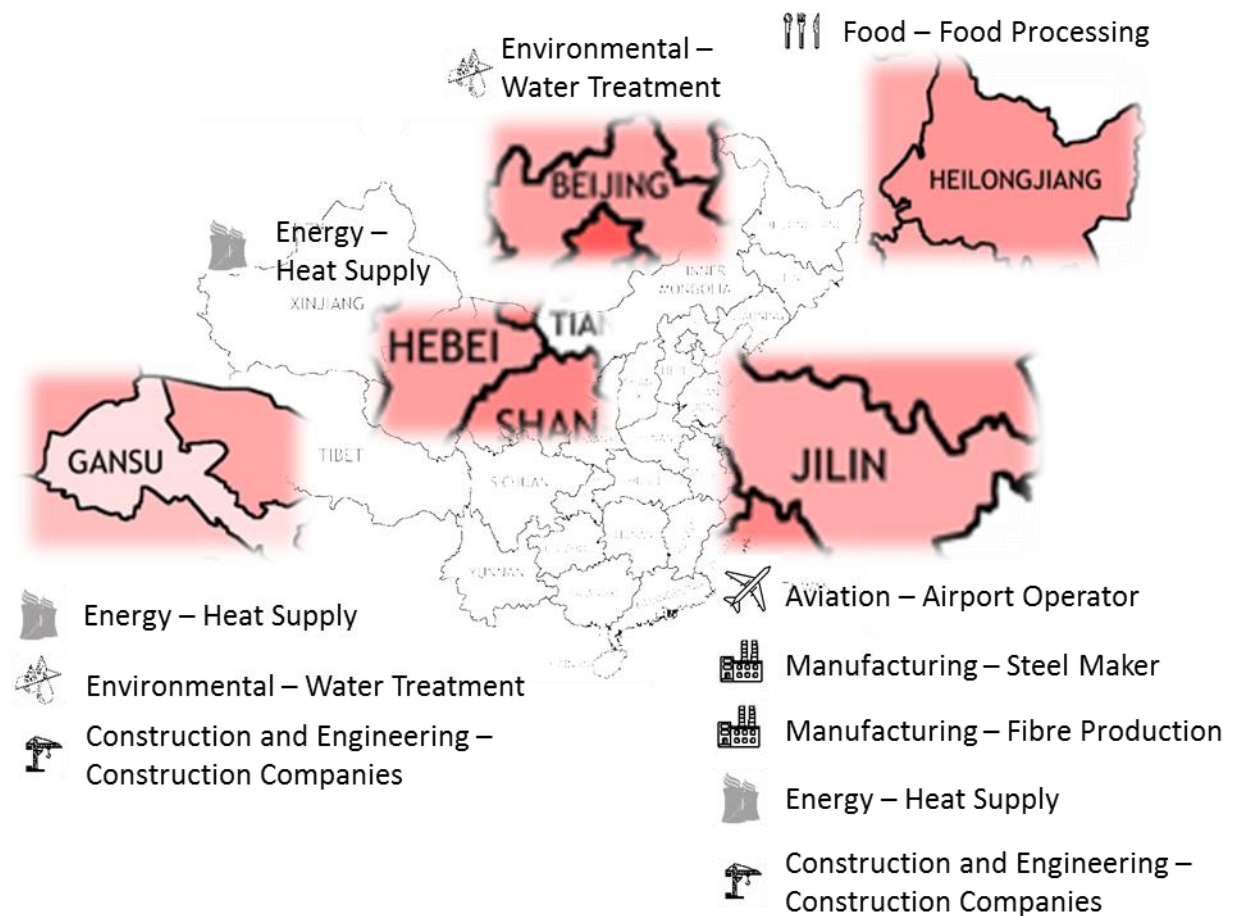 Food – Food Processing
Environmental –
Water Treatment
BEIJING
HEILONGJIANG
Energy –
Heat Supply
XINJIANG
INNER
MONGOLIA
HEBEI
TIAN
SHAN
GANSU
TIBET
SICHUAN
JILIN
YUNNAN
Energy – Heat Supply
Environmental – Water Treatment
Construction and Engineering –
Construction Companies
Aviation – Airport Operator
Manufacturing – Steel Maker
Manufacturing – Fibre Production
Energy – Heat Supply
Construction and Engineering –
Construction Companies